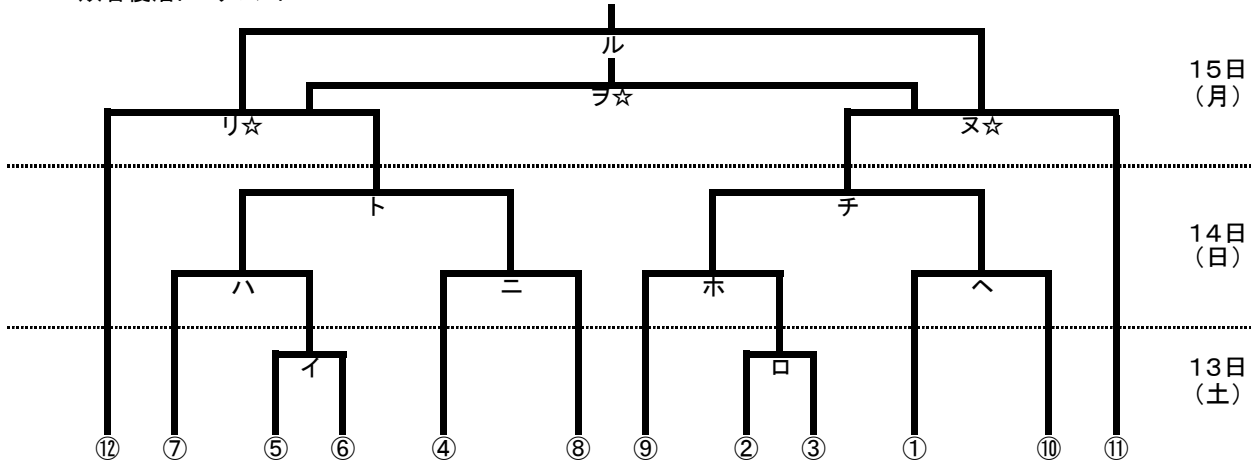 ル
15日
(月)
ヲ☆
リ☆
ヌ☆
ト
チ
14日
(日)
ハ
ニ
ホ
ヘ
13日
(土)
イ
ロ
⑫ ⑦ ⑤ ⑥ ④ ⑧ ⑨ ② ③ ① ⑩ ⑪